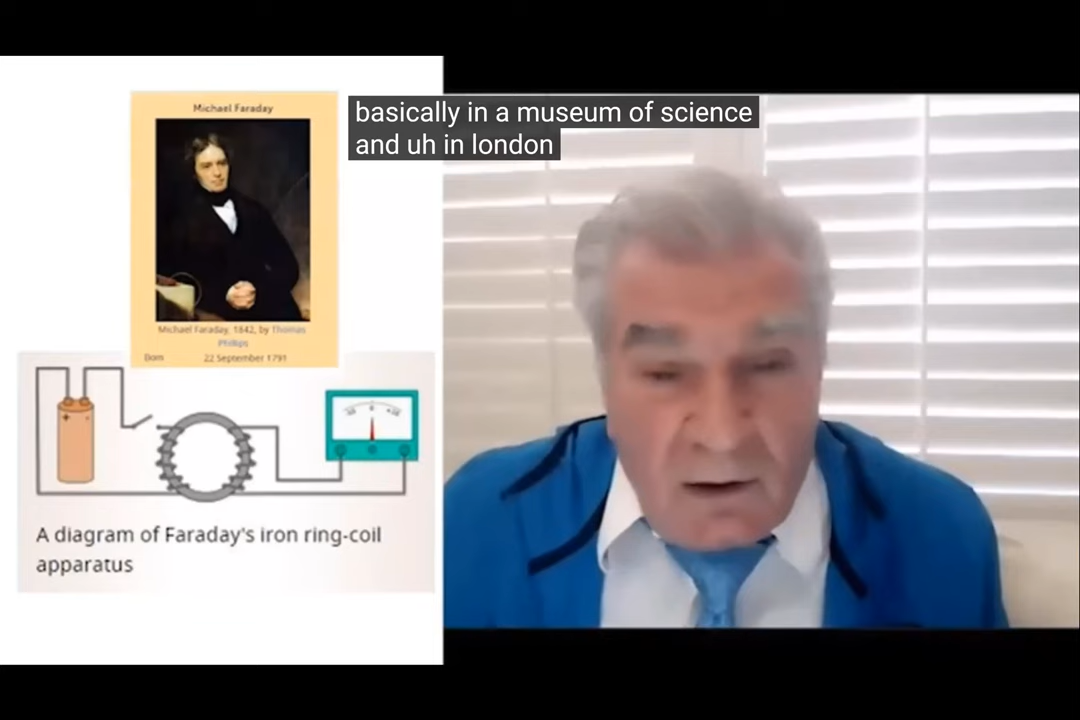 Michael Faraday
Michael Faraday, 1842, by Thomas
Phillips
Born 22 September 1791
basically in a museum of science
and uh in london
+ -
0
A diagram of Faraday's iron ring-coil
apparatus